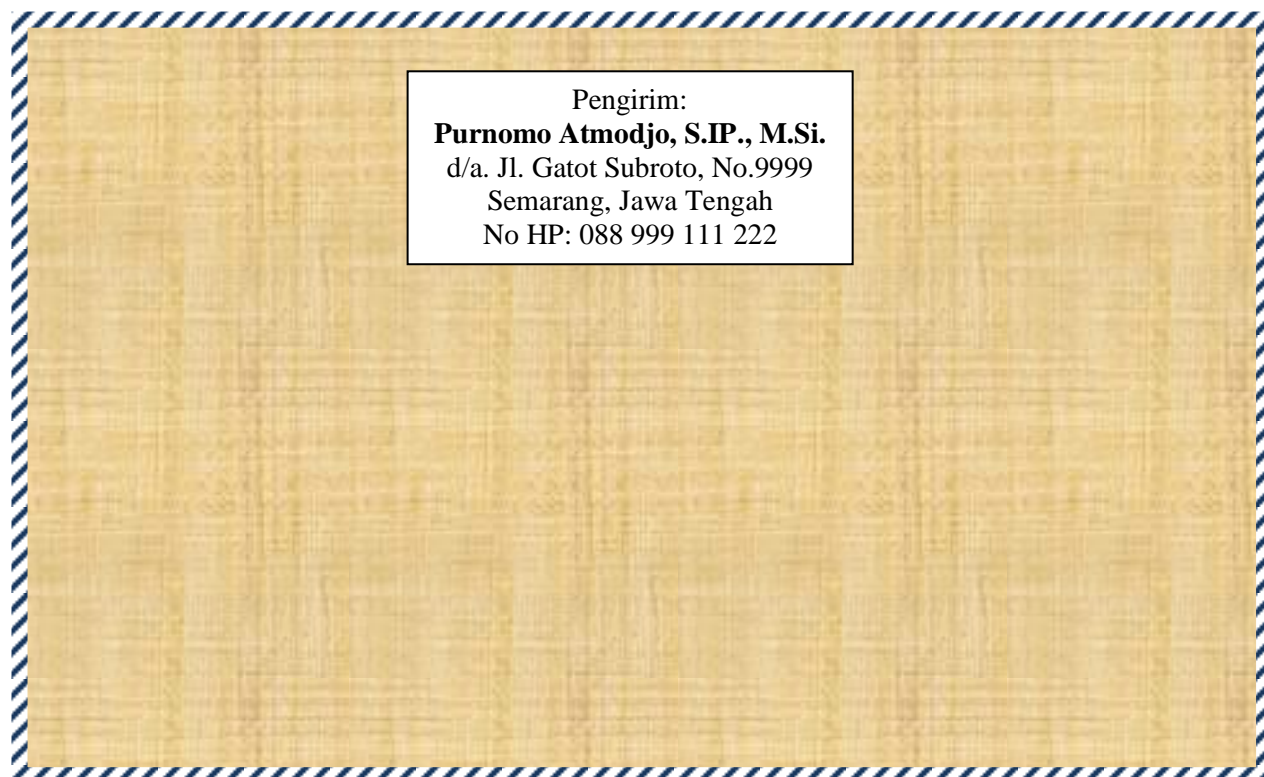 Pengirim:
Purnomo Atmodjo, S.IP., M.Si.
d/a. Jl. Gatot Subroto, No.9999
Semarang, Jawa Tengah
No HP: 088 999 111 222